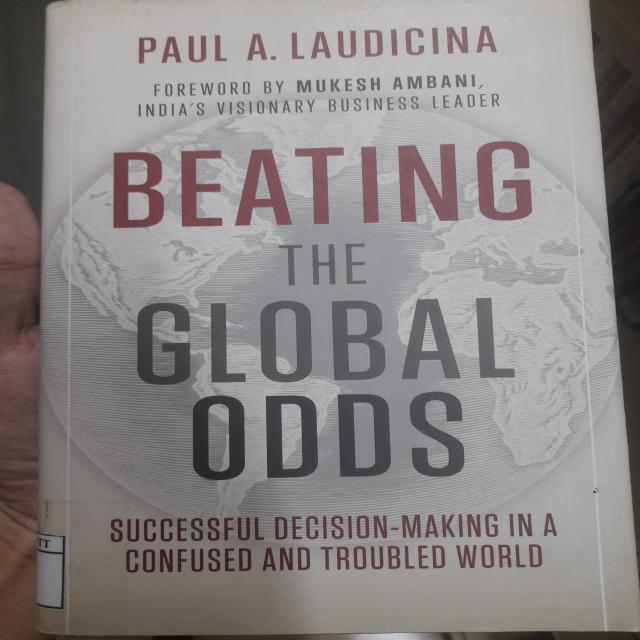 PAUL A. LAUDICINA
FOREWORD BY MUKESH AMBANI,
INDIA'S VISIONARY BUSINESS LEADER
BEATING
THE
GLOBAL
ODDS
SUCCESSFUL DECISION-MAKING IN A
CONFUSED AND TROUBLED WORLD